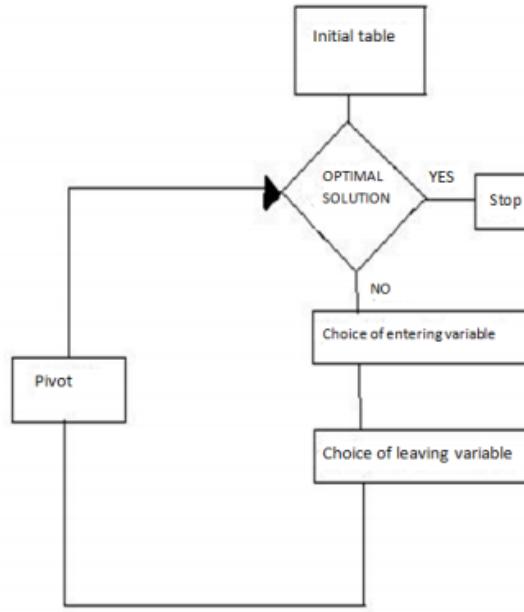 Initial table
OPTIMAL
SOLUTION
YES
Stop
NO
Choice of entering variable
Choice of leaving variable
Pivot